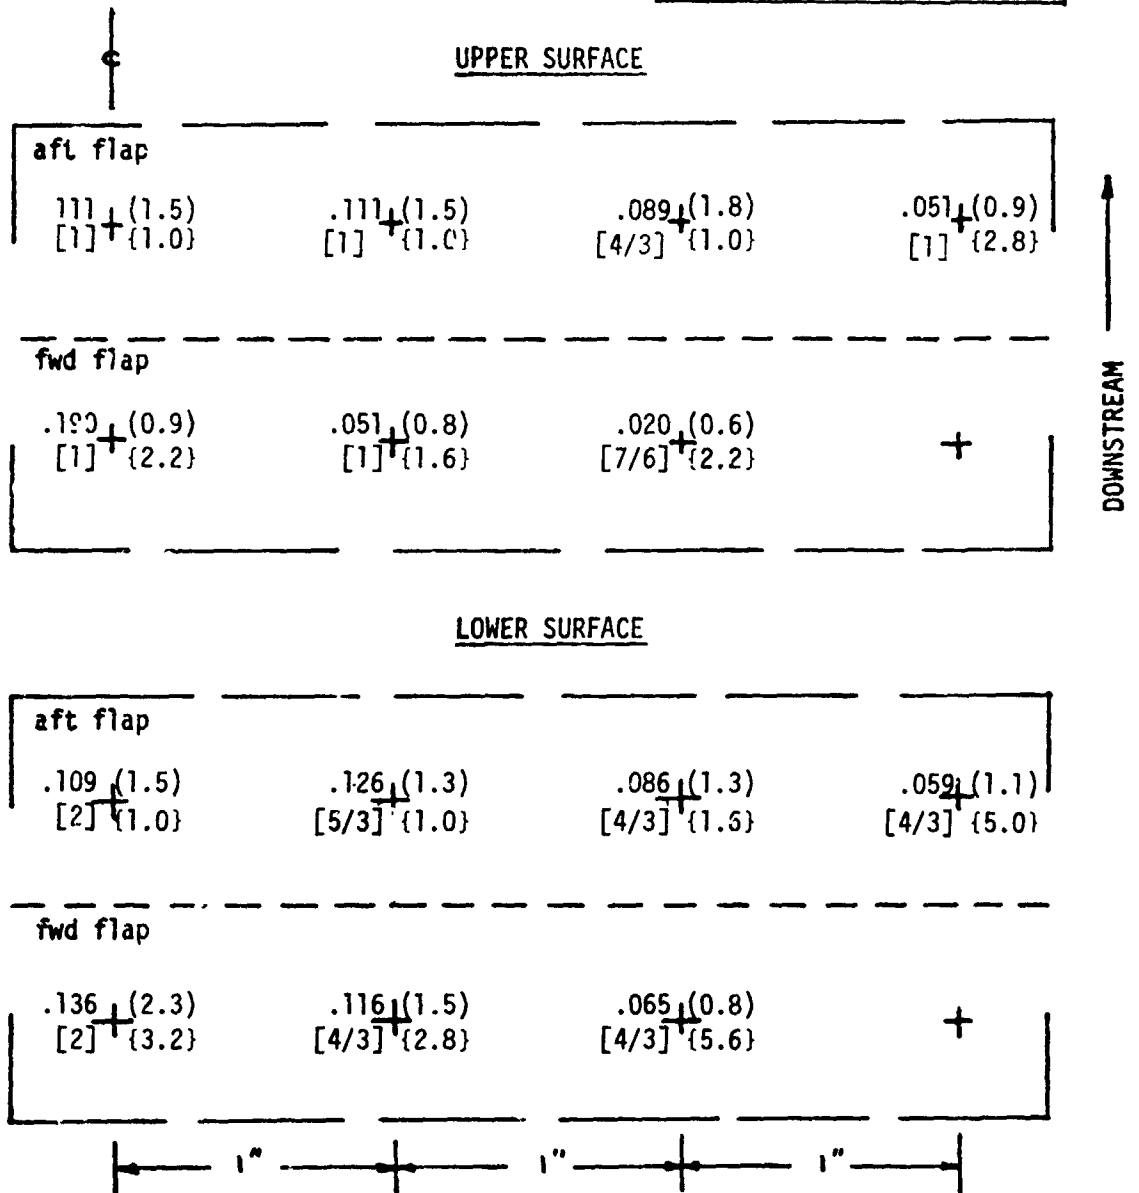 UPPER SURFACE
aft flap
111 (1.5) .111 (1.5) .089 (1.8) .051 (0.9)
[1] {1.0} [1] {1.0} [4/3] {1.0} [1] {2.8}
fwd flap
(0.9) .051 (0.8) .020 (0.6)
[1] {2.2} [1] {1.6} [7/6] {2.2}
DOWNSTREAM
LOWER SURFACE
aft flap
.109 (1.5) .126 (1.3) .086 (1.3) .059 (1.1)
[2] {1.0} [5/3] {1.0} [4/3] [4/3] {5.0}
fwd flap
.136 (2.3) .116 (1.5) .065 (0.8)
[2] {3.2} [4/3] {2.8} [4/3] {5.6}
1" 1" 1"